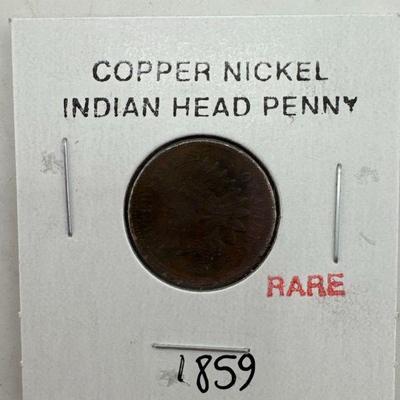 COPPER NICKEL
INDIAN HEAD PENNY
RARE
1859